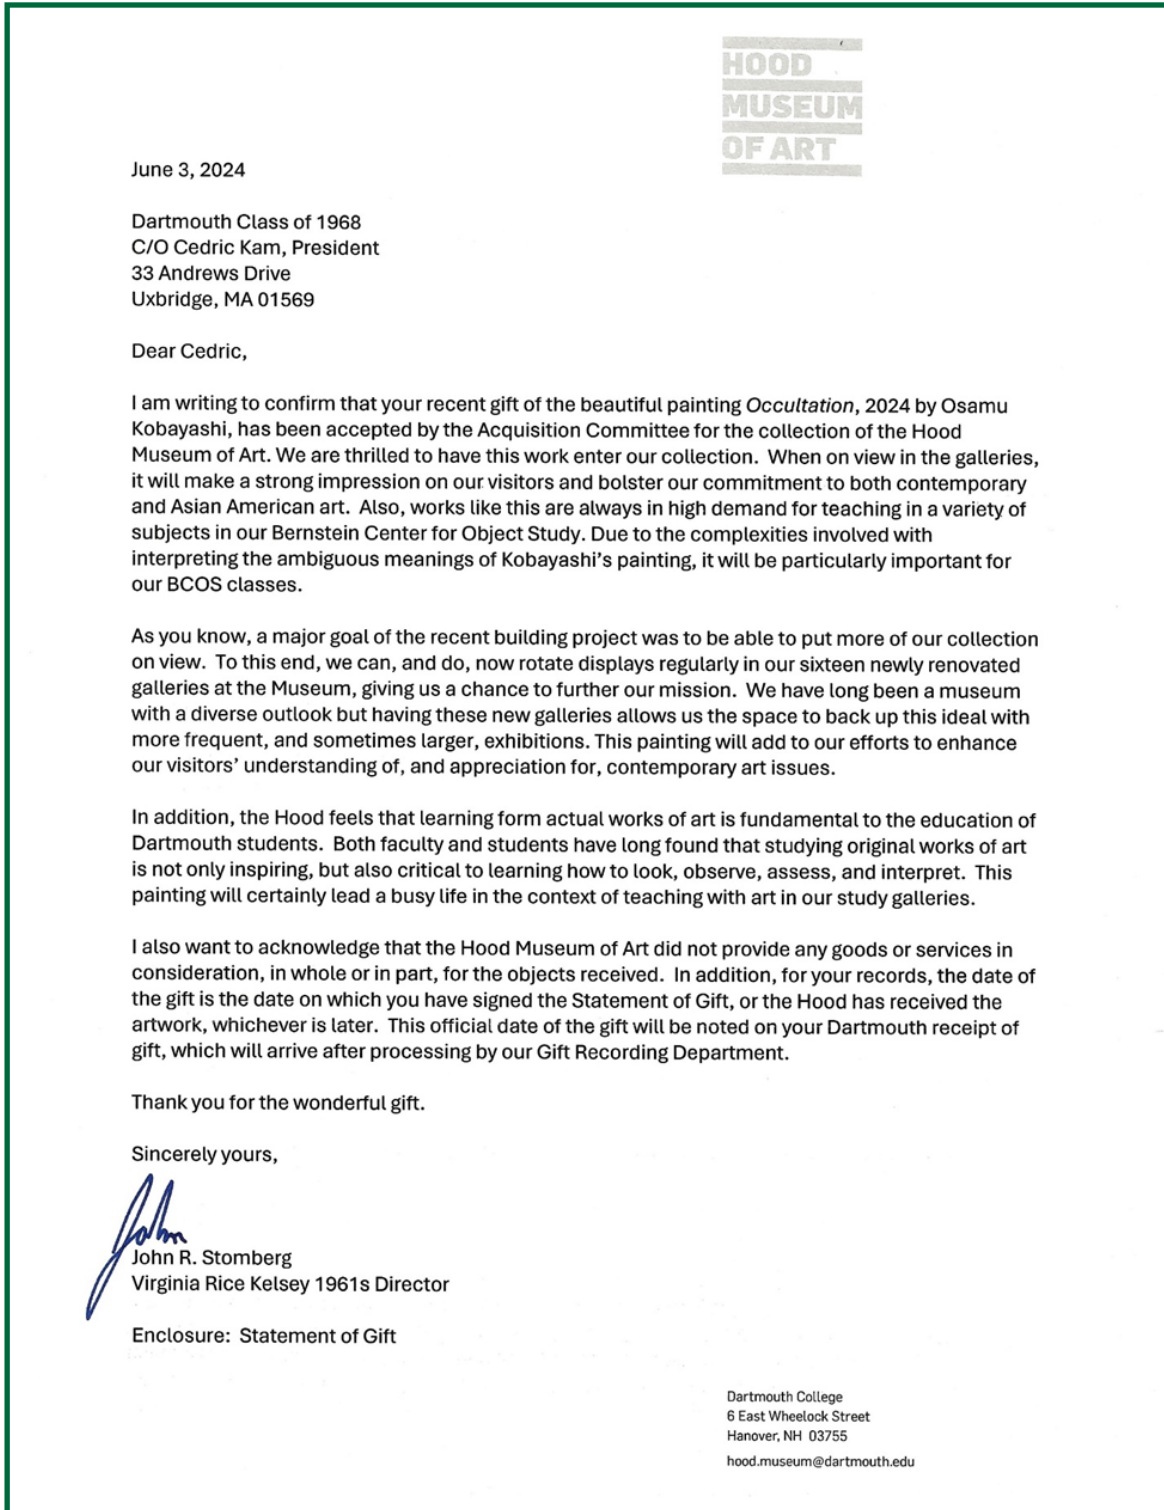 HOOD
MUSEUM
OF ART
June 3, 2024
Dartmouth Class of 1968
C/O Cedric Kam, President
33 Andrews Drive
Uxbridge, MA 01569
Dear Cedric,
I am writing to confirm that your recent gift of the beautiful painting Occultation, 2024 by Osamu
Kobayashi, has been accepted by the Acquisition Committee for the collection of the Hood
Museum of Art. We are thrilled to have this work enter our collection.  When on view in the galleries,
it will make a strong impression on our visitors and bolster our commitment to both contemporary
and Asian American art.  Also, works like this are always in high demand for teaching in a variety of
subjects in our Bernstein Center for Object Study. Due to the complexities involved with
interpreting the ambiguous meanings of Kobayashi's painting, it will be particularly important for
our BCOS classes.
As you know, a major goal of the recent building project was to be able to put more of our collection
on view.  To this end, we can, and do, now rotate displays regularly in our sixteen newly renovated
galleries at the Museum, giving us a chance to further our mission.  We have long been a museum
with a diverse outlook but having these new galleries allows us the space to back up this ideal with
more frequent, and sometimes larger, exhibitions. This painting will add to our efforts to enhance
our visitors' understanding of, and appreciation for, contemporary art issues.
In addition, the Hood feels that learning form actual works of art is fundamental to the education of
Dartmouth students.  Both faculty and students have long found that studying original works of art
is not only inspiring, but also critical to learning how to look, observe, assess, and interpret.  This
painting will certainly lead a busy life in the context of teaching with art in our study galleries.
I also want to acknowledge that the Hood Museum of Art did not provide any goods or services in
consideration, in whole or in part, for the objects received.  In addition, for your records, the date of
the gift is the date on which you have signed the Statement of Gift, or the Hood has received the
artwork, whichever is later.  This official date of the gift will be noted on your Dartmouth receipt of
gift, which will arrive after processing by our Gift Recording Department.
Thank you for the wonderful gift.
Sincerely yours,
John
John R. Stomberg
Virginia Rice Kelsey 1961s Director
Enclosure:  Statement of Gift
Dartmouth College
6 East Wheelock Street
Hanover, NH  03755
hood.museum@dartmouth.edu